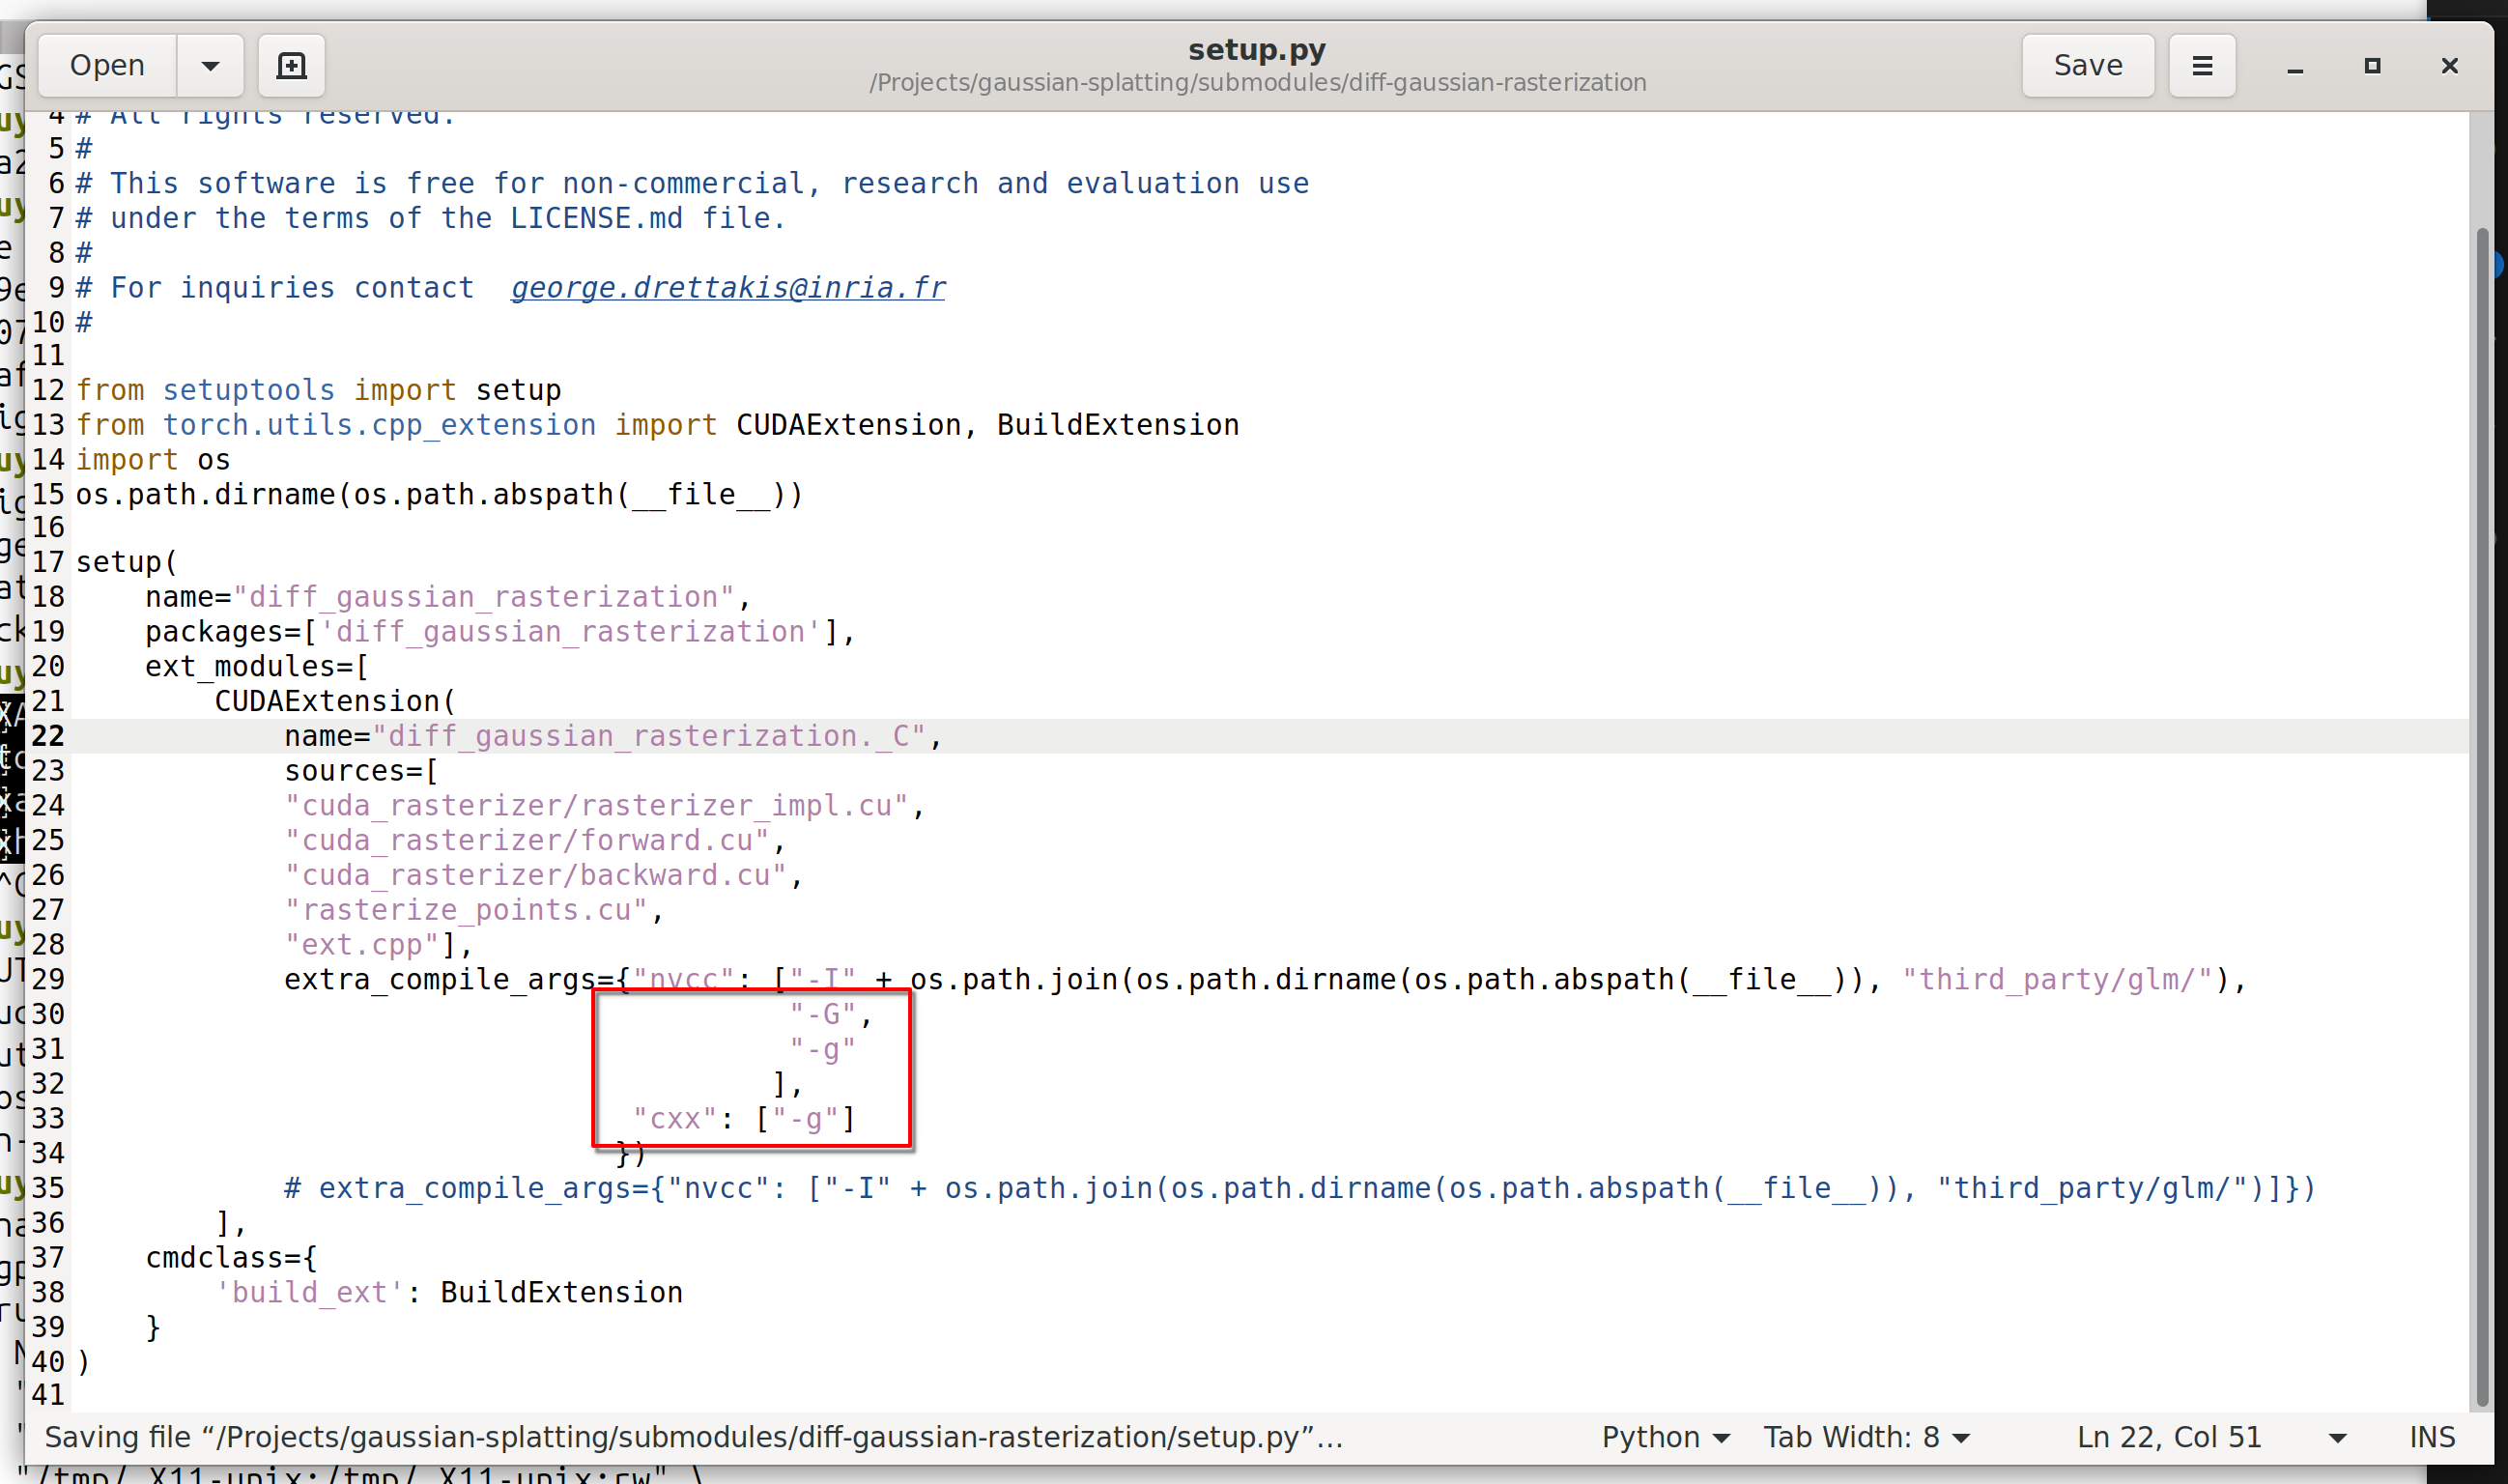 Open
setup.py
/Projects/gaussian-splatting/submodules/diff-gaussian-rasterization
Save
4 # All rights reserved.
5 #
6 # This software is free for non-commercial, research and evaluation use
7 # under the terms of the LICENSE.md file.
8 #
9 # For inquiries contact  george.drettakis@inria.fr
10 #
11
12 from setuptools import setup
13 from torch.utils.cpp_extension import CUDAExtension, BuildExtension
14 import os
15 os.path.dirname(os.path.abspath(__file__))
16
17 setup(
18     name="diff_gaussian_rasterization",
19     packages=['diff_gaussian_rasterization'],
20     ext_modules=[
21         CUDAExtension(
22             name="diff_gaussian_rasterization._C",
23             sources=[
24             "cuda_rasterizer/rasterizer_impl.cu",
25             "cuda_rasterizer/forward.cu",
26             "cuda_rasterizer/backward.cu",
27             "rasterize_points.cu",
28             "ext.cpp"],
29             extra_compile_args={"nvcc": ["-I" + os.path.join(os.path.dirname(os.path.abspath(__file__)), "third_party/glm/"),
30                                          "-G",
31                                          "-g"
32                                         ],
33                                 "cxx": ["-g"]
34                                })
35             # extra_compile_args={"nvcc": ["-I" + os.path.join(os.path.dirname(os.path.abspath(__file__)), "third_party/glm/")]})
36         ],
37     cmdclass={
38         'build_ext': BuildExtension
39     }
40 )
41
Saving file “/Projects/gaussian-splatting/submodules/diff-gaussian-rasterization/setup.py”…
Python
Tab Width: 8
Ln 22, Col 51
INS
"/tmp/.X11-unix:/tmp/.X11-unix:rw" \